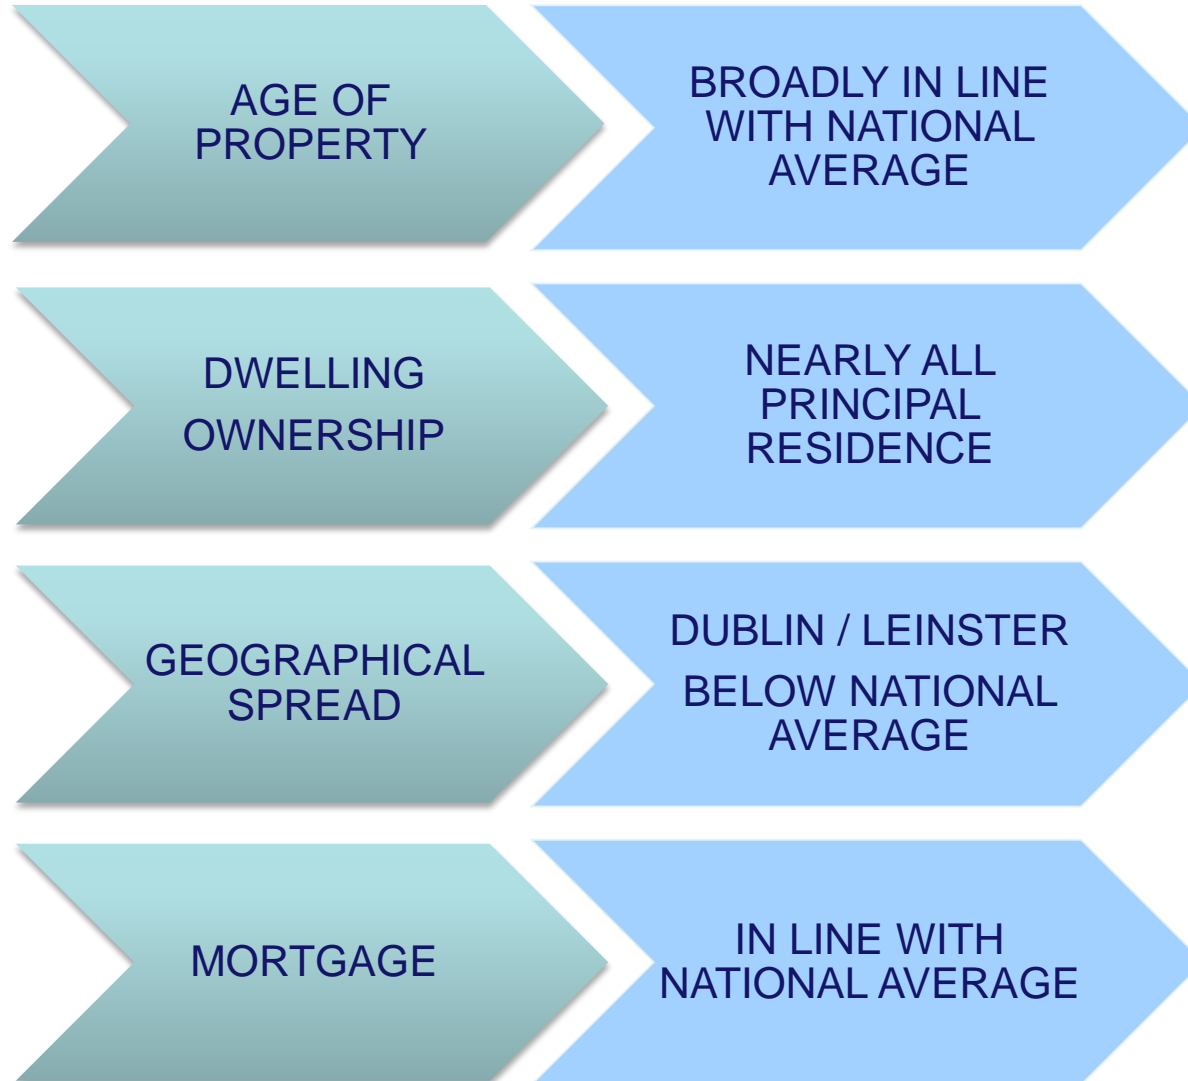 AGE OF
PROPERTY
BROADLY IN LINE
WITH NATIONAL
AVERAGE
DWELLING
OWNERSHIP
NEARLY ALL
PRINCIPAL
RESIDENCE
GEOGRAPHICAL
SPREAD
DUBLIN / LEINSTER
BELOW NATIONAL
AVERAGE
MORTGAGE
IN LINE WITH
NATIONAL AVERAGE